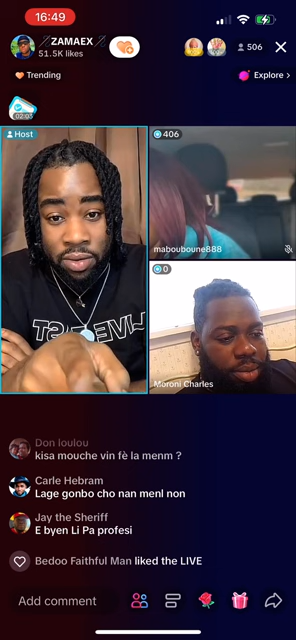 16:49
ZAMAEX
51.5K likes
506
Trending
Explore >
02:03
Host
406
mabouboune888
0
LIVE FAST
Moroni Charles
Don loulou
kisa mouche vin fè la menm ?
Carle Hebram
Lage gonbo cho nan menl non
Jay the Sheriff
E byen Li Pa profesi
Bedoo Faithful Man liked the LIVE
Add comment